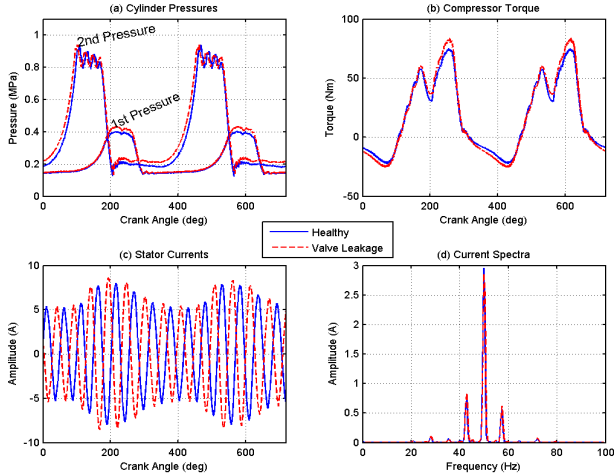 (a) Cylinder Pressures
1
0.8
0.6
0.4
0.2
0
Pressure (MPa)
2nd Pressure
1st Pressure
0 200 400 600
Crank Angle (deg)
(b) Compressor Torque
100
50
0
-50
Torque (Nm)
0 200 400 600
Crank Angle (deg)
Healthy
Valve Leakage
(c) Stator Currents
10
5
0
-5
-10
Amplitude (A)
0 200 400 600
Crank Angle (deg)
(d) Current Spectra
3
2.5
2
1.5
1
0.5
0
Amplitude (A)
0 20 40 60 80 100
Frequency (Hz)